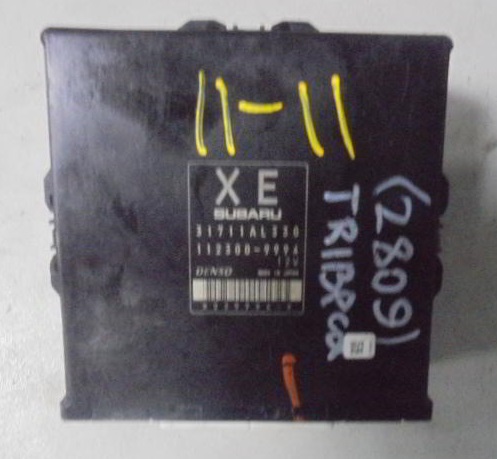 11-11
XE
SUBARU
31711AL330
112300-9994
12V
DENSO MADE IN JAPAN
(2809)
TRIBECA